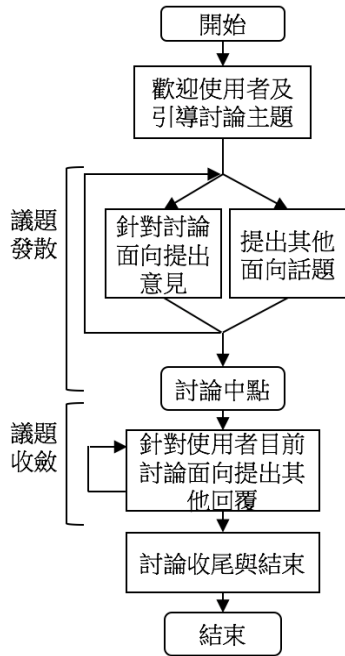 開始
歡迎使用者及
引導討論主題
議題
發散
針對討論
面向提出
意見
提出其他
面向話題
討論中點
議題
收斂
針對使用者目前
討論面向提出其
他回覆
討論收尾與結束
結束